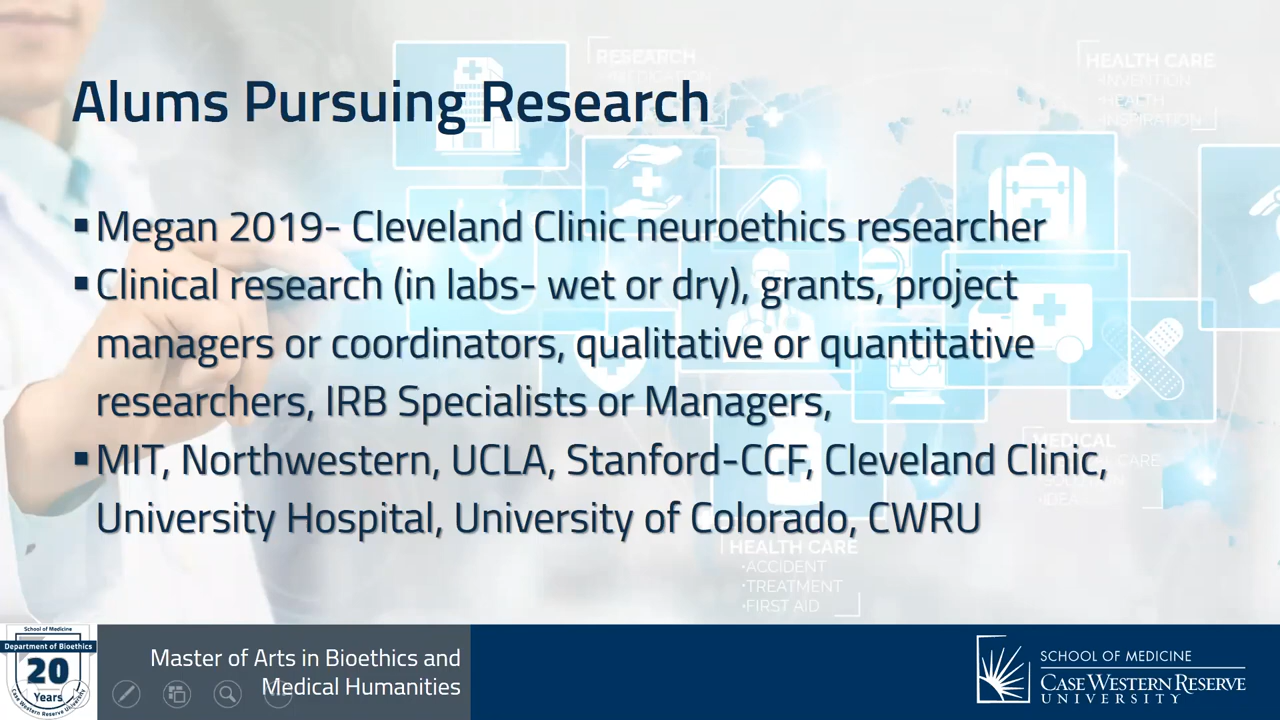 Alums Pursuing Research
▪Megan 2019- Cleveland Clinic neuroethics researcher
▪Clinical research (in labs- wet or dry), grants, project
managers or coordinators, qualitative or quantitative
researchers, IRB Specialists or Managers,
▪MIT, Northwestern, UCLA, Stanford-CCF, Cleveland Clinic,
University Hospital, University of Colorado, CWRU
RESEARCH
HEALTH CARE
•INVENTION
•HEALTH
•INSPIRATION
MEDICAL
HEALTH CARE
•ACCIDENT
•TREATMENT
•FIRST AID
School of Medicine
Department of Bioethics
20
Years
Case Western Reserve University
Master of Arts in Bioethics and
Medical Humanities
SCHOOL OF MEDICINE
CASE WESTERN RESERVE
UNIVERSITY